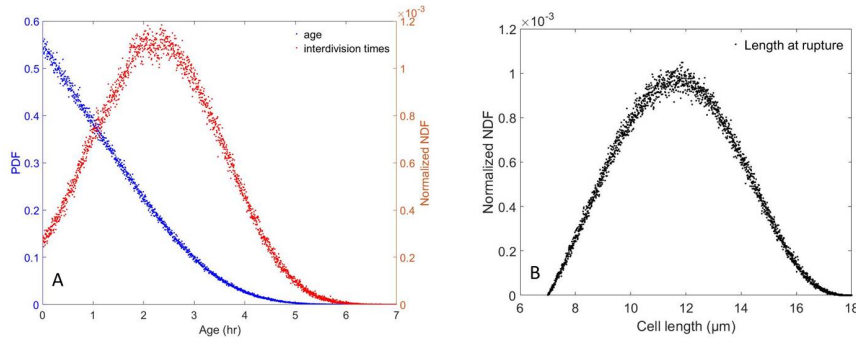 ×10⁻³
0.6
0.5
0.4
0.3
0.2
0.1
0
PDF
1.2
1
0.8
0.6
0.4
0.2
0
Normalized NDF
age
interdivision times
A
0 1 2 3 4 5 6 7
Age (hr)
×10⁻³
1.2
1
0.8
0.6
0.4
0.2
0
Normalized NDF
Length at rupture
B
6 8 10 12 14 16 18
Cell length (µm)